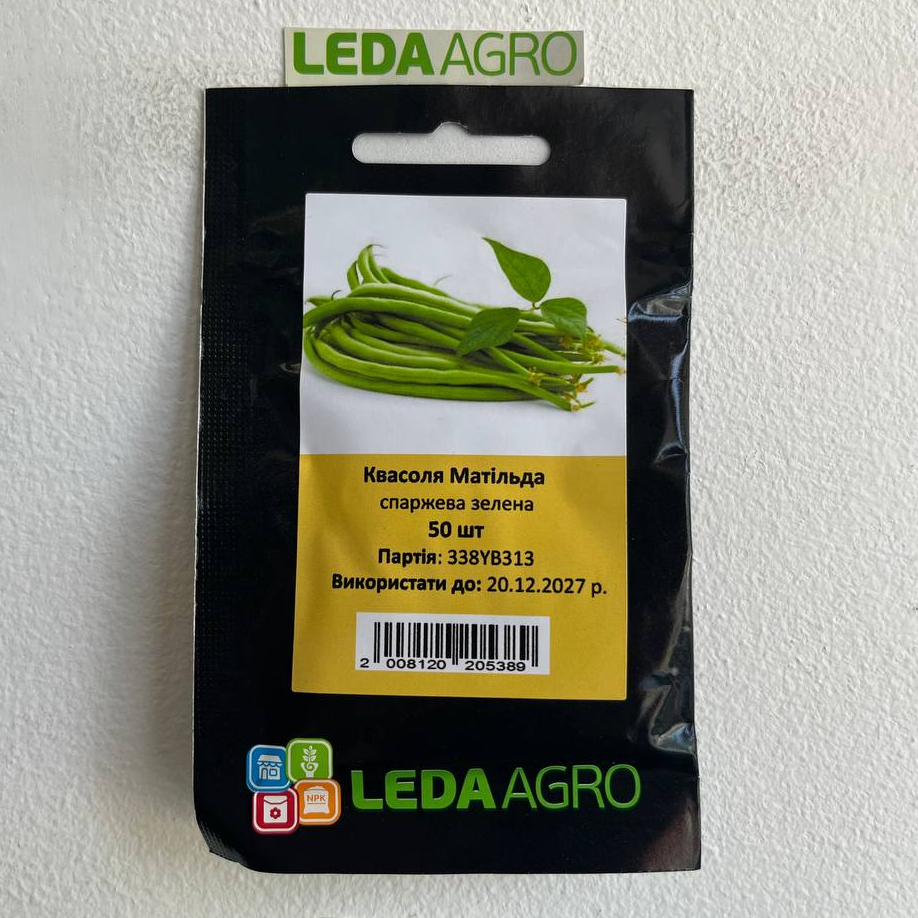 LEDA AGRO
Квасоля Матільда
спаржева зелена
50 шт
Партія: 338YB313
Використати до: 20.12.2027 р.
2 008120 205389
NPK
LEDA AGRO